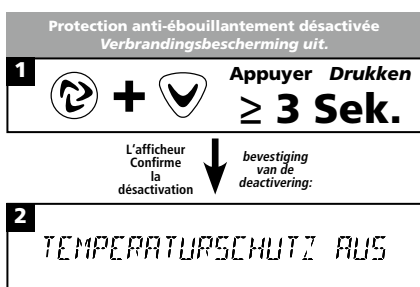 Protection anti-ébouillantement désactivée
Verbrandingsbescherming uit.
1
+
Appuyer Drukken
≥ 3 Sek.
L'afficheur
Confirme
la
désactivation
bevestiging
van de
deactivering:
2
TEMPERATURSCHUTZ AUS